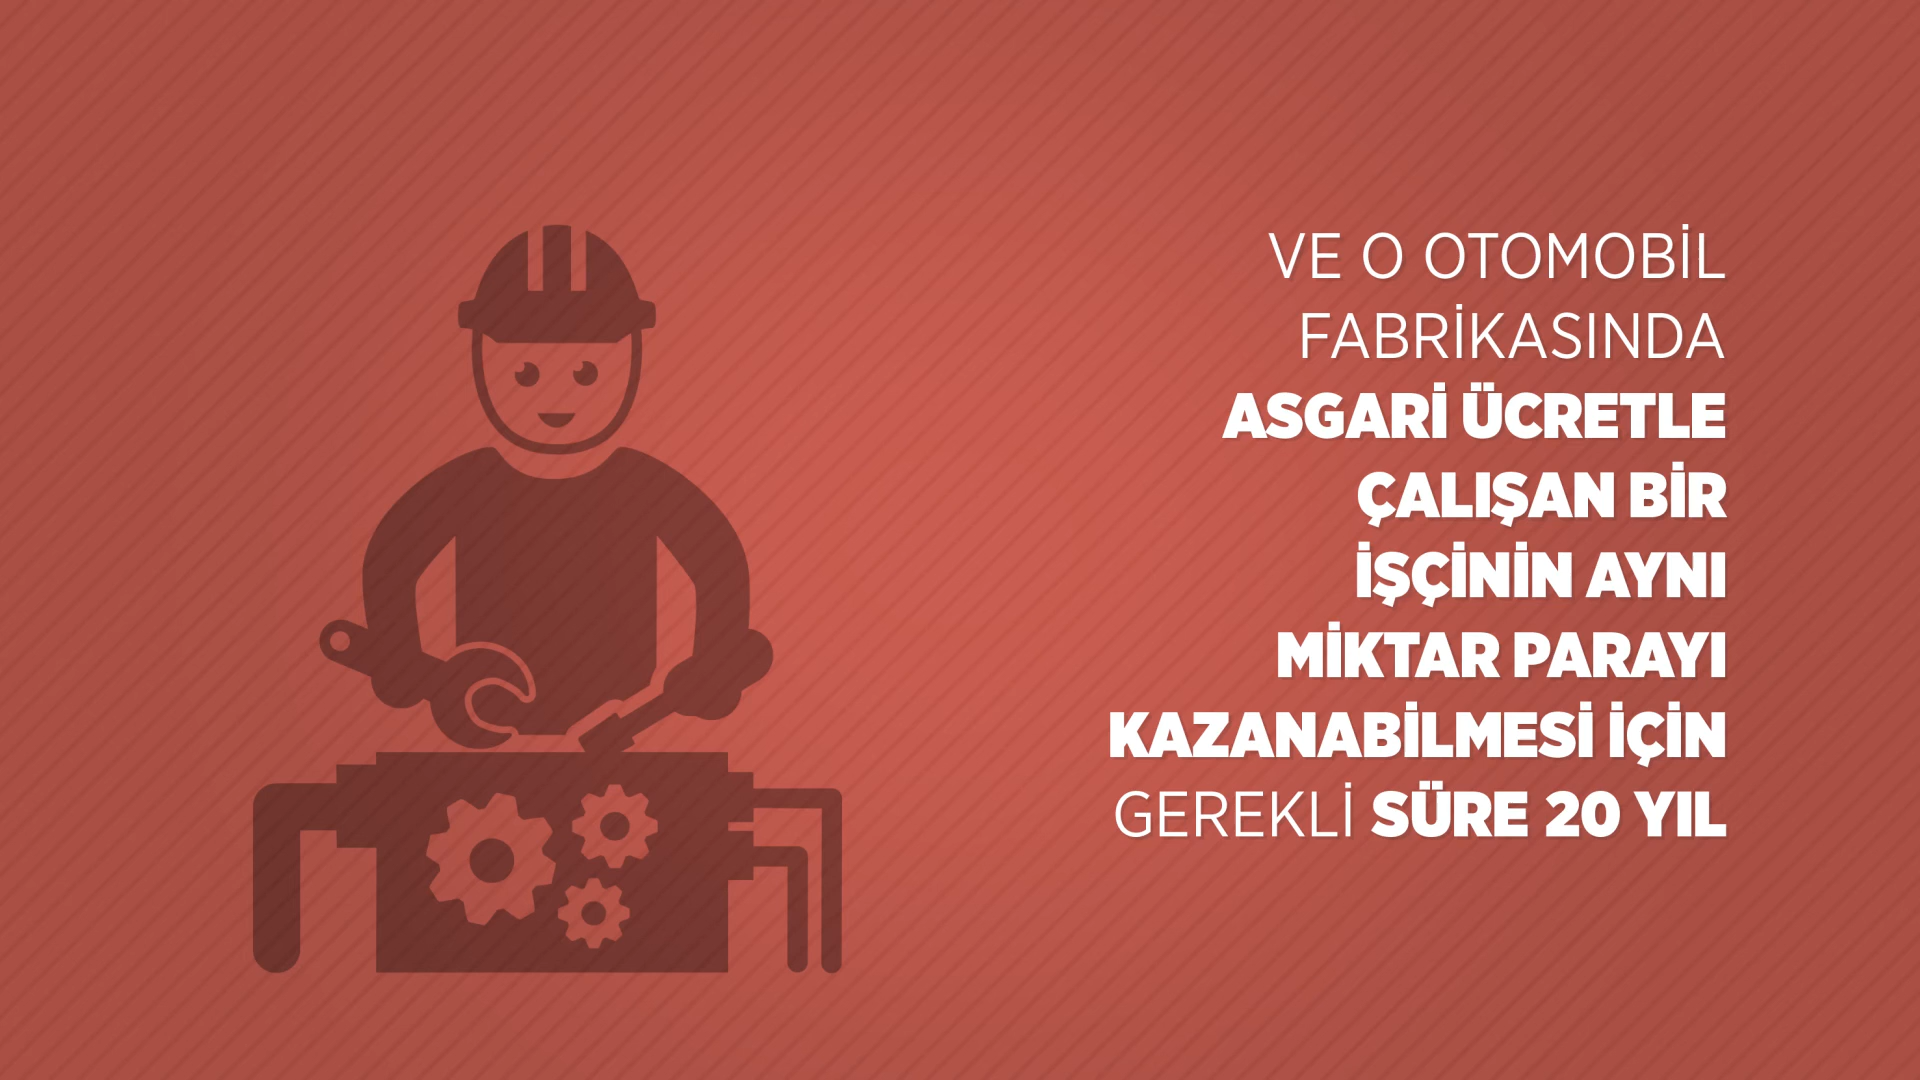 VE O OTOMOBİL
FABRİKASINDA
ASGARİ ÜCRETLE
ÇALIŞAN BİR
İŞÇİNİN AYNI
MİKTAR PARAYI
KAZANABİLMESİ İÇİN
GEREKLİ SÜRE 20 YIL